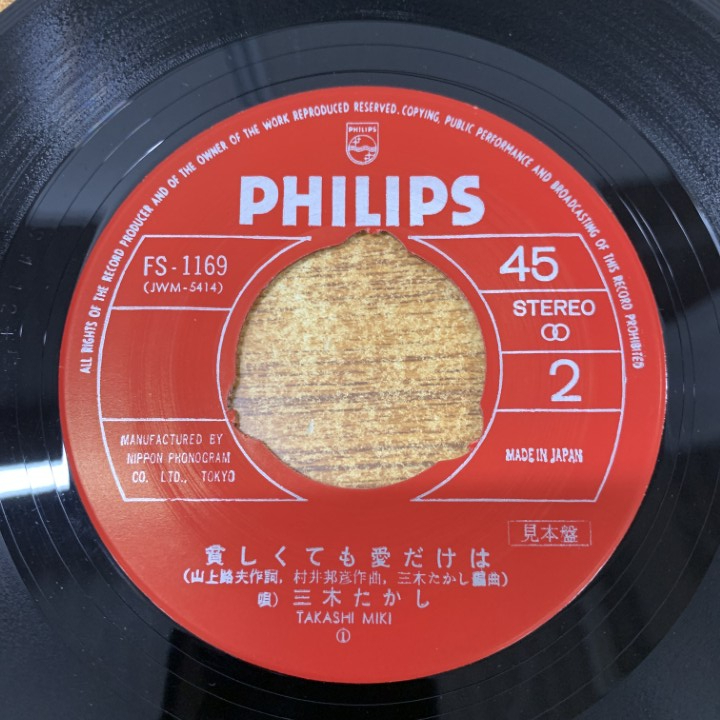 ALL RIGHTS OF THE RECORD PRODUCER AND OF THE OWNER OF THE WORK REPRODUCED RESERVED. COPYING, PUBLIC PERFORMANCE AND BROADCASTING OF THIS RECORD PROHIBITED
PHILIPS
PHILIPS
FS-1169
(JWM-5414)
45
STEREO
2
MANUFACTURED BY
NIPPON PHONOGRAM
CO. LTD., TOKYO
MADE IN JAPAN
見本盤
貧しくても愛だけは
(山上路夫作詞, 村井邦彦作曲, 三木たかし編曲)
唄) 三木たかし
TAKASHI MIKI
①